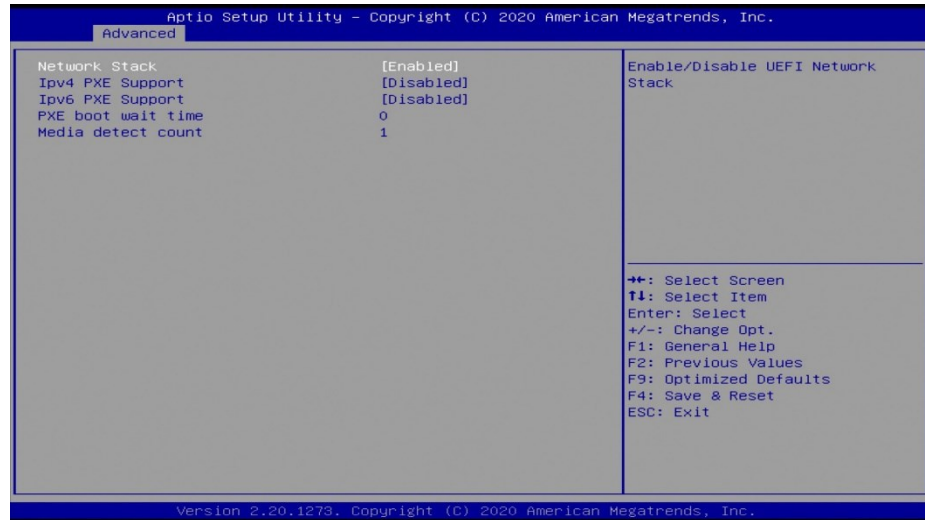 Aptio Setup Utility – Copyright (C) 2020 American Megatrends, Inc.
Advanced
Network Stack [Enabled]
Ipv4 PXE Support [Disabled]
Ipv6 PXE Support [Disabled]
PXE boot wait time 0
Media detect count 1
Enable/Disable UEFI Network
Stack
→←: Select Screen
↑↓: Select Item
Enter: Select
+/-: Change Opt.
F1: General Help
F2: Previous Values
F9: Optimized Defaults
F4: Save & Reset
ESC: Exit
Version 2.20.1273. Copyright (C) 2020 American Megatrends, Inc.